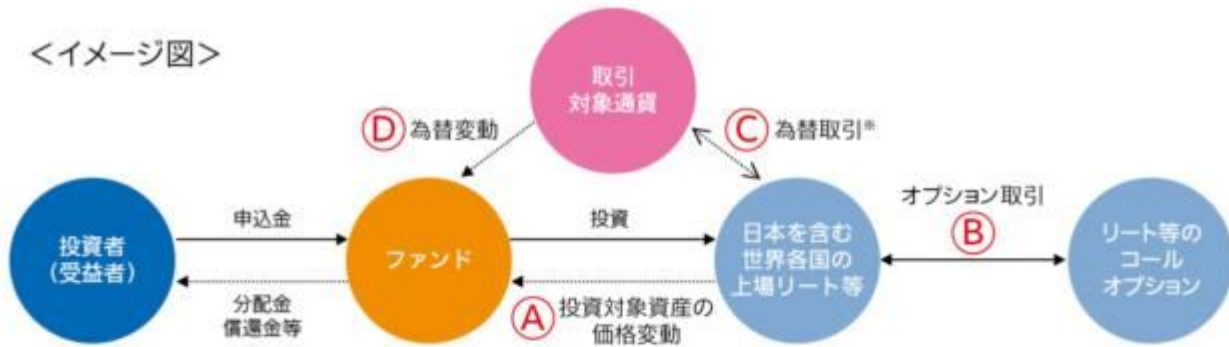 ＜イメージ図＞
取引
対象通貨
Ⓓ 為替変動
Ⓒ 為替取引※
投資者
（受益者）
申込金
分配金
償還金等
ファンド
投資
Ⓐ 投資対象資産の
価格変動
日本を含む
世界各国の
上場リート等
オプション取引
Ⓑ
リート等の
コール
オプション